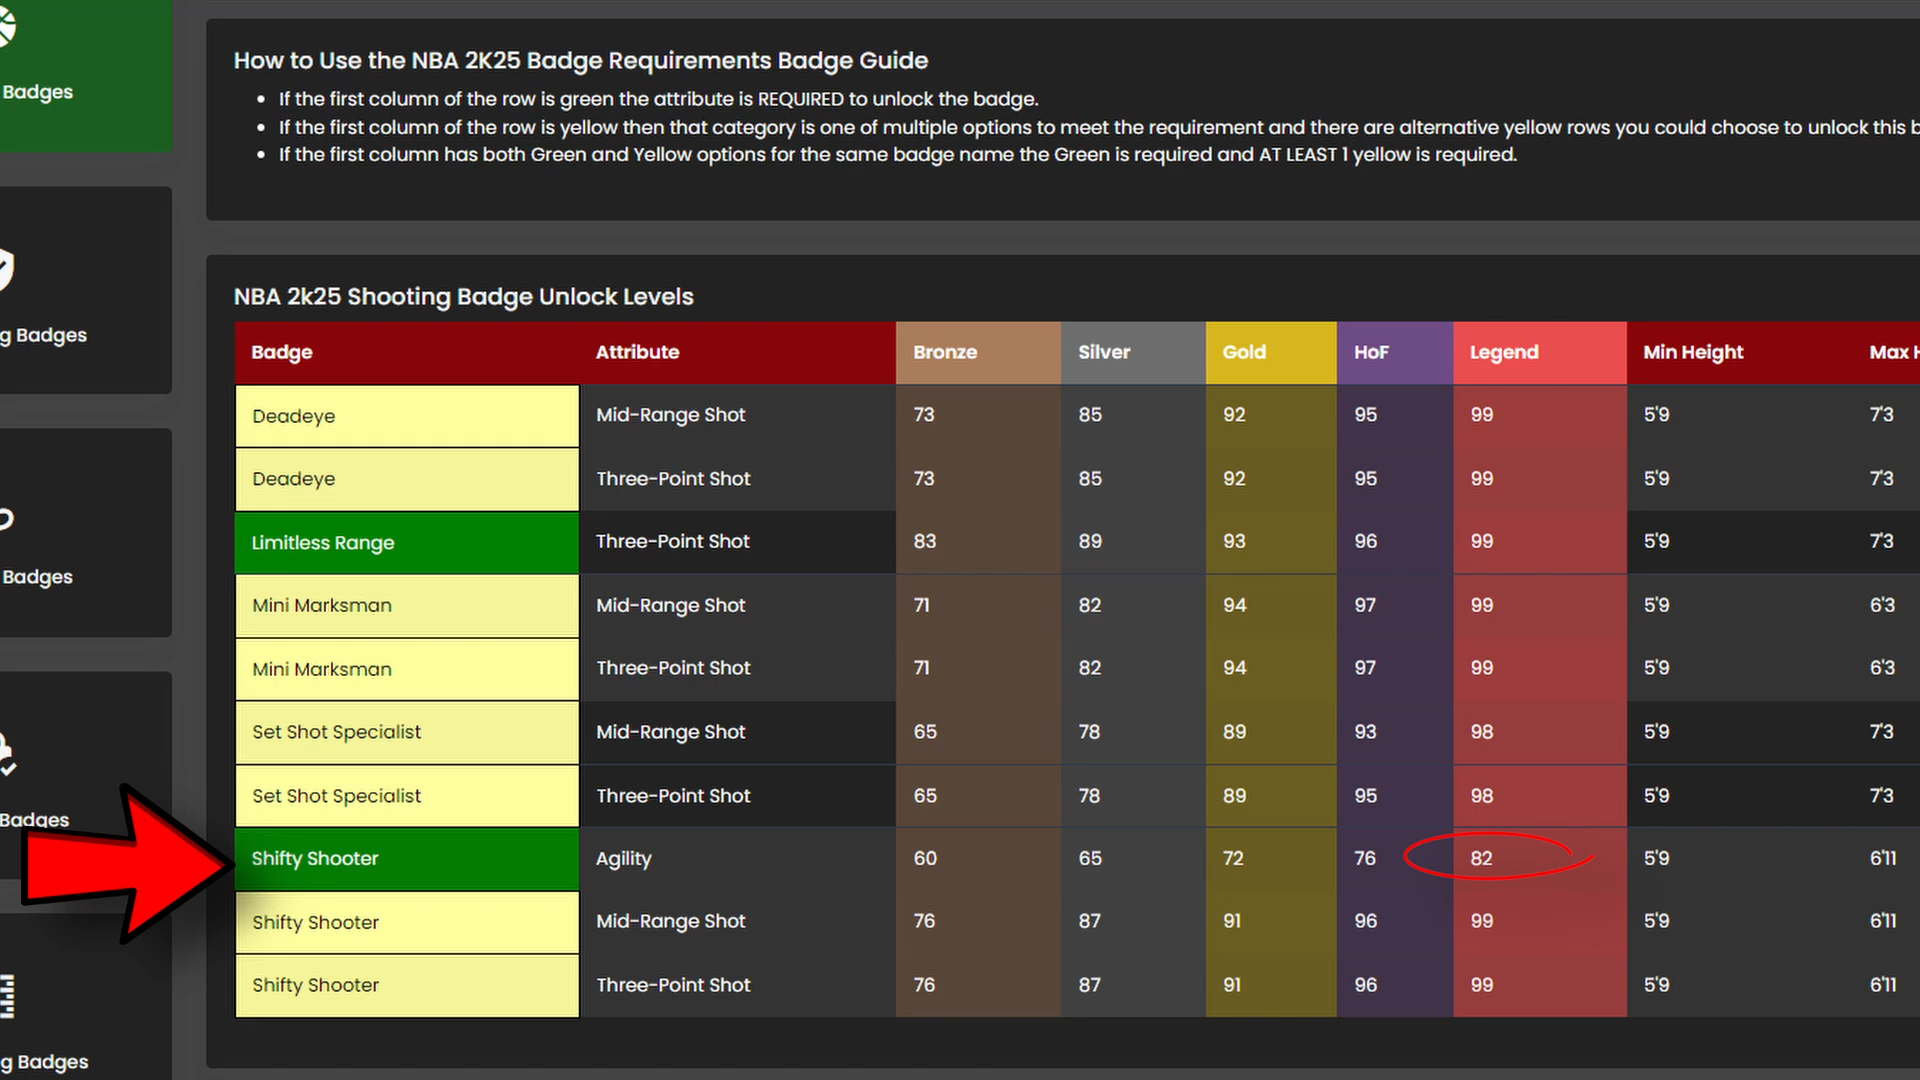 Badges
g Badges
Badges
Badges
g Badges
How to Use the NBA 2K25 Badge Requirements Badge Guide
If the first column of the row is green the attribute is REQUIRED to unlock the badge.
If the first column of the row is yellow then that category is one of multiple options to meet the requirement and there are alternative yellow rows you could choose to unlock this b
If the first column has both Green and Yellow options for the same badge name the Green is required and AT LEAST 1 yellow is required.
NBA 2k25 Shooting Badge Unlock Levels
Badge Attribute Bronze Silver Gold HoF Legend Min Height Max H
Deadeye Mid-Range Shot 73 85 92 95 99 5'9 7'3
Deadeye Three-Point Shot 73 85 92 95 99 5'9 7'3
Limitless Range Three-Point Shot 83 89 93 96 99 5'9 7'3
Mini Marksman Mid-Range Shot 71 82 94 97 99 5'9 6'3
Mini Marksman Three-Point Shot 71 82 94 97 99 5'9 6'3
Set Shot Specialist Mid-Range Shot 65 78 89 93 98 5'9 7'3
Set Shot Specialist Three-Point Shot 65 78 89 95 98 5'9 7'3
Shifty Shooter Agility 60 65 72 76 82 5'9 6'11
Shifty Shooter Mid-Range Shot 76 87 91 96 99 5'9 6'11
Shifty Shooter Three-Point Shot 76 87 91 96 99 5'9 6'11